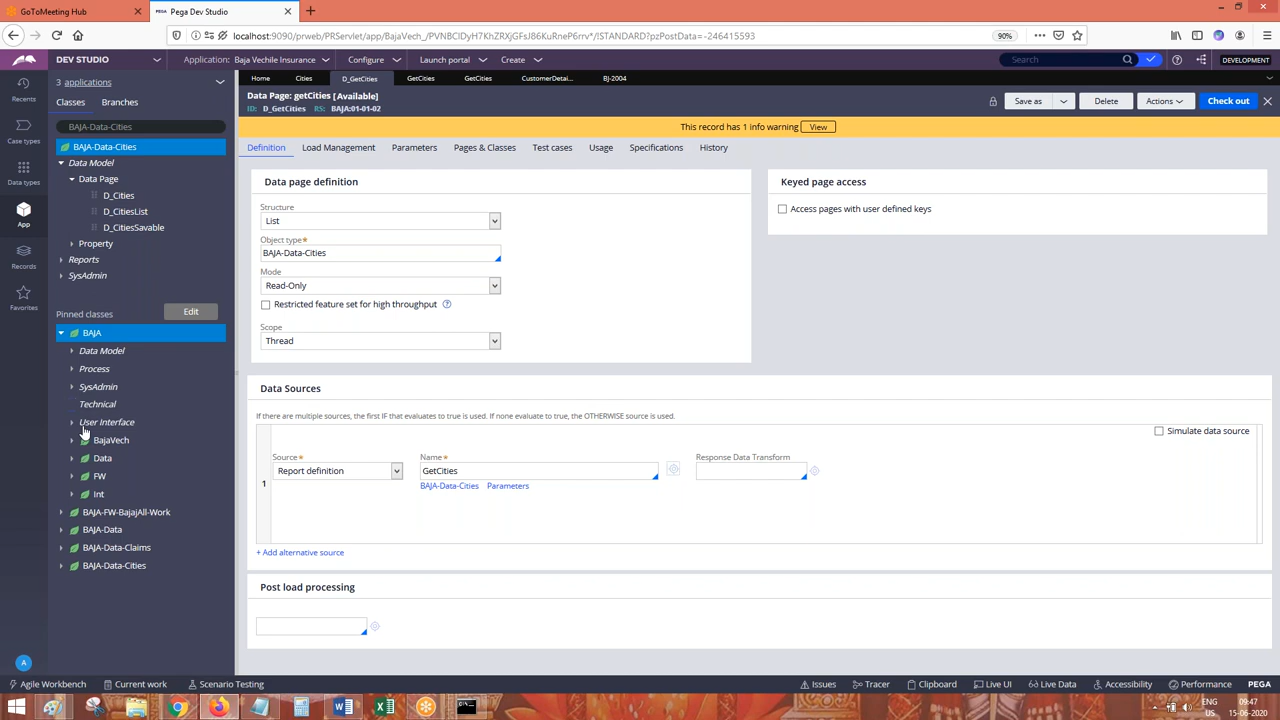 GoToMeeting Hub
PEGA Pega Dev Studio
localhost:9090/prweb/PRServlet/app/BajaVech_/PVNBClDyH7KhZRXjGFsJ86KuRneP6rrv*/!STANDARD?pzPostData=-246415593
90%
DEV STUDIO
Application: Baja Vechile Insurance
Configure
Launch portal
Create
Search
DEVELOPMENT
Recents
Case types
Data types
App
Records
Favorites
A
3 applications
Classes Branches
BAJA-Data-Cities
BAJA-Data-Cities
Data Model
Data Page
D_Cities
D_CitiesList
D_CitiesSavable
Property
Reports
SysAdmin
Pinned classes
Edit
BAJA
Data Model
Process
SysAdmin
Technical
User Interface
BajaVech
Data
FW
Int
BAJA-FW-BajajAll-Work
BAJA-Data
BAJA-Data-Claims
BAJA-Data-Cities
Home Cities D_GetCities GetCities GetCities CustomerDetai... BJ-2004
Data Page: getCities [Available]
ID: D_GetCities RS: BAJA:01-01-02
Save as
Delete
Actions
Check out
This record has 1 info warning View
Definition Load Management Parameters Pages & Classes Test cases Usage Specifications History
Data page definition
Structure
List
Object type*
BAJA-Data-Cities
Mode
Read-Only
Restricted feature set for high throughput
Scope
Thread
Keyed page access
Access pages with user defined keys
Data Sources
If there are multiple sources, the first IF that evaluates to true is used. If none evaluate to true, the OTHERWISE source is used.
Simulate data source
1
Source* Name* Response Data Transform
Report definition GetCities
BAJA-Data-Cities Parameters
+ Add alternative source
Post load processing
Agile Workbench Current work Scenario Testing
Issues Tracer Clipboard Live UI Live Data Accessibility Performance PEGA
ENG
US
09:47
15-06-2020